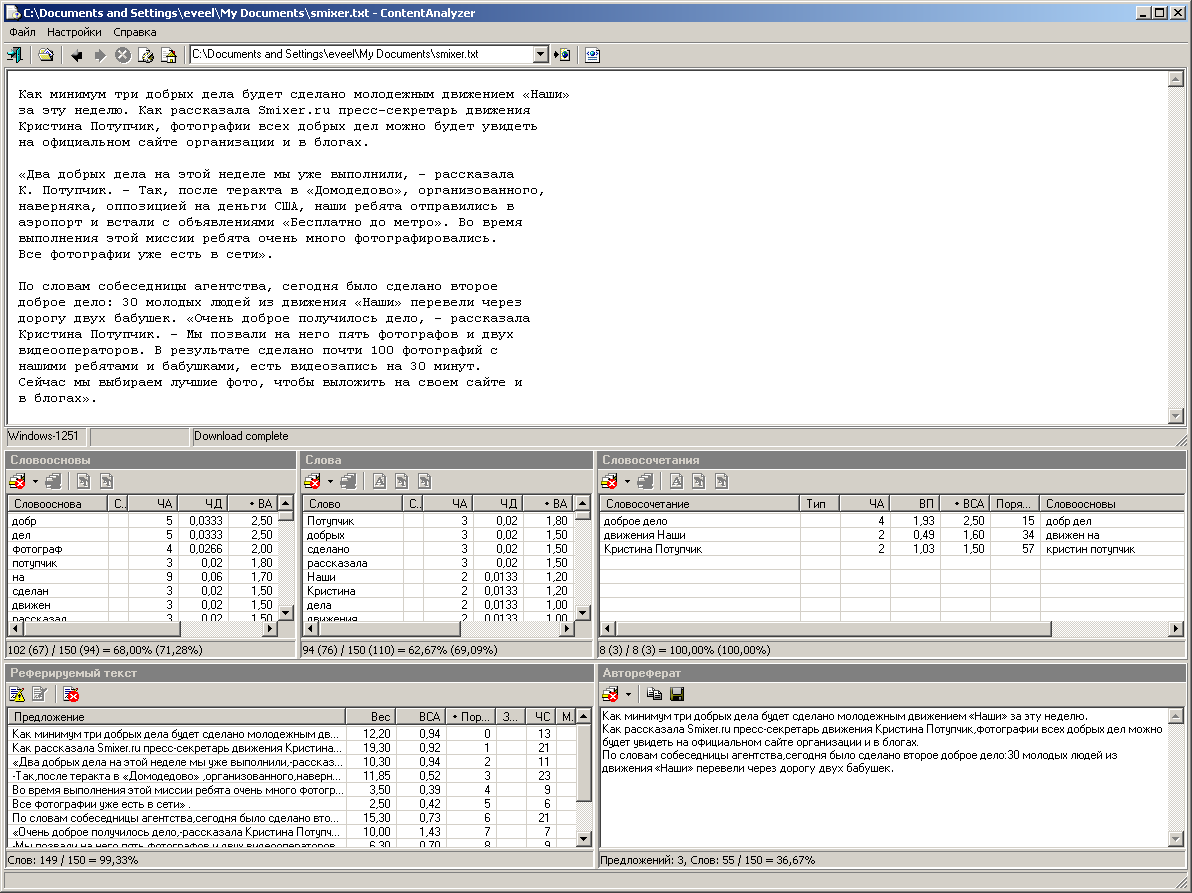 C:\Documents and Settings\eveel\My Documents\smixer.txt - ContentAnalyzer
Файл Настройки Справка
C:\Documents and Settings\eveel\My Documents\smixer.txt
Как минимум три добрых дела будет сделано молодежным движением «Наши»
за эту неделю. Как рассказала Smixer.ru пресс-секретарь движения
Кристина Потупчик, фотографии всех добрых дел можно будет увидеть
на официальном сайте организации и в блогах.
«Два добрых дела на этой неделе мы уже выполнили, - рассказала
К. Потупчик. - Так, после теракта в «Домодедово», организованного,
наверняка, оппозицией на деньги США, наши ребята отправились в
аэропорт и встали с объявлениями «Бесплатно до метро». Во время
выполнения этой миссии ребята очень много фотографировались.
Все фотографии уже есть в сети».
По словам собеседницы агентства, сегодня было сделано второе
доброе дело: 30 молодых людей из движения «Наши» перевели через
дорогу двух бабушек. «Очень доброе получилось дело, - рассказала
Кристина Потупчик. - Мы позвали на него пять фотографов и двух
видеооператоров. В результате сделано почти 100 фотографий с
нашими ребятами и бабушками, есть видеозапись на 30 минут.
Сейчас мы выбираем лучшие фото, чтобы выложить на своем сайте и
в блогах».
Windows-1251 Download complete
Словоосновы
Словооснова С.. ЧА ЧД ВА
добр 5 0,0333 2,50
дел 5 0,0333 2,50
фотограф 4 0,0266 2,00
потупчик 3 0,02 1,80
на 9 0,06 1,70
сделан 3 0,02 1,50
движен 3 0,02 1,50
рассказал 3 0,02 1,50
102 (67) / 150 (94) = 68,00% (71,28%)
Слова
Слово С.. ЧА ЧД ВА
Потупчик 3 0,02 1,80
добрых 3 0,02 1,50
сделано 3 0,02 1,50
рассказала 3 0,02 1,50
Наши 2 0,0133 1,20
Кристина 2 0,0133 1,20
дела 2 0,0133 1,00
движения 2 0,0133 1,00
94 (76) / 150 (110) = 62,67% (69,09%)
Словосочетания
Словосочетание Тип ЧА ВП ВСА Поря... Словоосновы
доброе дело 4 1,93 2,50 15 добр дел
движения Наши 2 0,49 1,60 34 движен на
Кристина Потупчик 2 1,03 1,50 57 кристин потупчик
8 (3) / 8 (3) = 100,00% (100,00%)
Реферируемый текст
Предложение Вес ВСА Пор... З... ЧС М.
Как минимум три добрых дела будет сделано молодежным дв... 12,20 0,94 0 13
Как рассказала Smixer.ru пресс-секретарь движения Кристина... 19,30 0,92 1 21
«Два добрых дела на этой неделе мы уже выполнили,-рассказ... 10,30 0,94 2 11
-Так,после теракта в «Домодедово» ,организованного,наверн... 11,85 0,52 3 23
Во время выполнения этой миссии ребята очень много фотогр... 3,50 0,39 4 9
Все фотографии уже есть в сети» . 2,50 0,42 5 6
По словам собеседницы агентства,сегодня было сделано вто... 15,30 0,73 6 21
«Очень доброе получилось дело,-рассказала Кристина Потупч... 10,00 1,43 7 7
-Мы позвали на него пять фотографов и двух видеооператоров 6,30 0,70 8 9
Слов: 149 / 150 = 99,33%
Автореферат
Как минимум три добрых дела будет сделано молодежным движением «Наши» за эту неделю.
Как рассказала Smixer.ru пресс-секретарь движения Кристина Потупчик,фотографии всех добрых дел можно
будет увидеть на официальном сайте организации и в блогах.
По словам собеседницы агентства,сегодня было сделано второе доброе дело:30 молодых людей из
движения «Наши» перевели через дорогу двух бабушек.
Предложений: 3, Слов: 55 / 150 = 36,67%